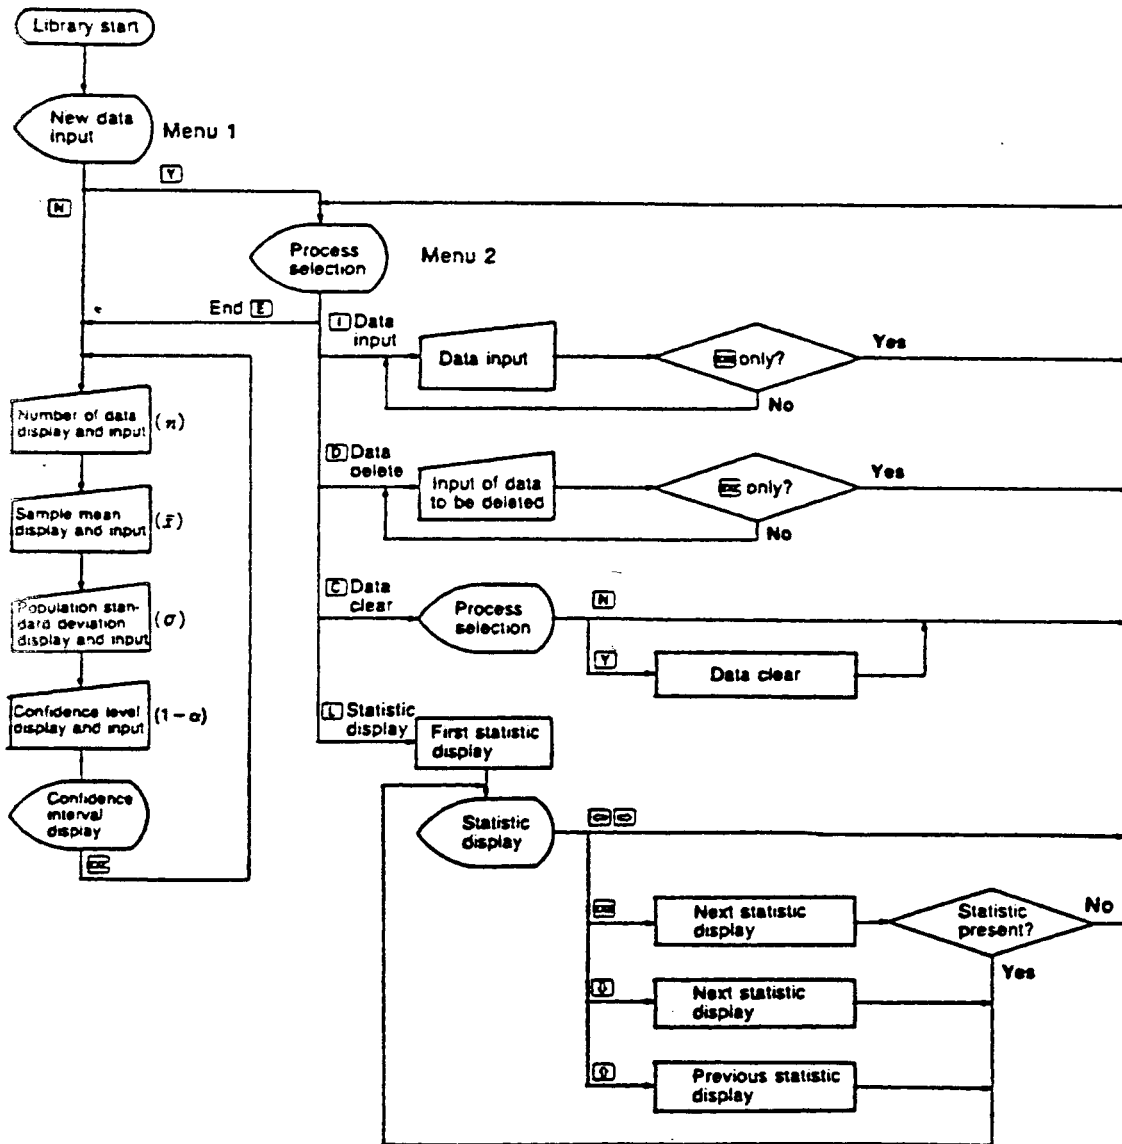 Library start
New data
input
Menu 1
Y
N
Process
selection
Menu 2
End E
I Data
input
Data input
EXE only?
Yes
No
Number of data
display and input
(n)
D Data
delete
Input of data
to be deleted
EXE only?
Yes
No
Sample mean
display and input
(x̄)
C Data
clear
Process
selection
N
Y
Data clear
Population stan-
dard deviation
display and input
(σ)
Confidence level
display and input
(1-α)
L Statistic
display
First statistic
display
Confidence
interval
display
EXE
Statistic
display
⇦ ⇨
EXE
Next statistic
display
Statistic
present?
No
Yes
⇩
Next statistic
display
⇧
Previous statistic
display